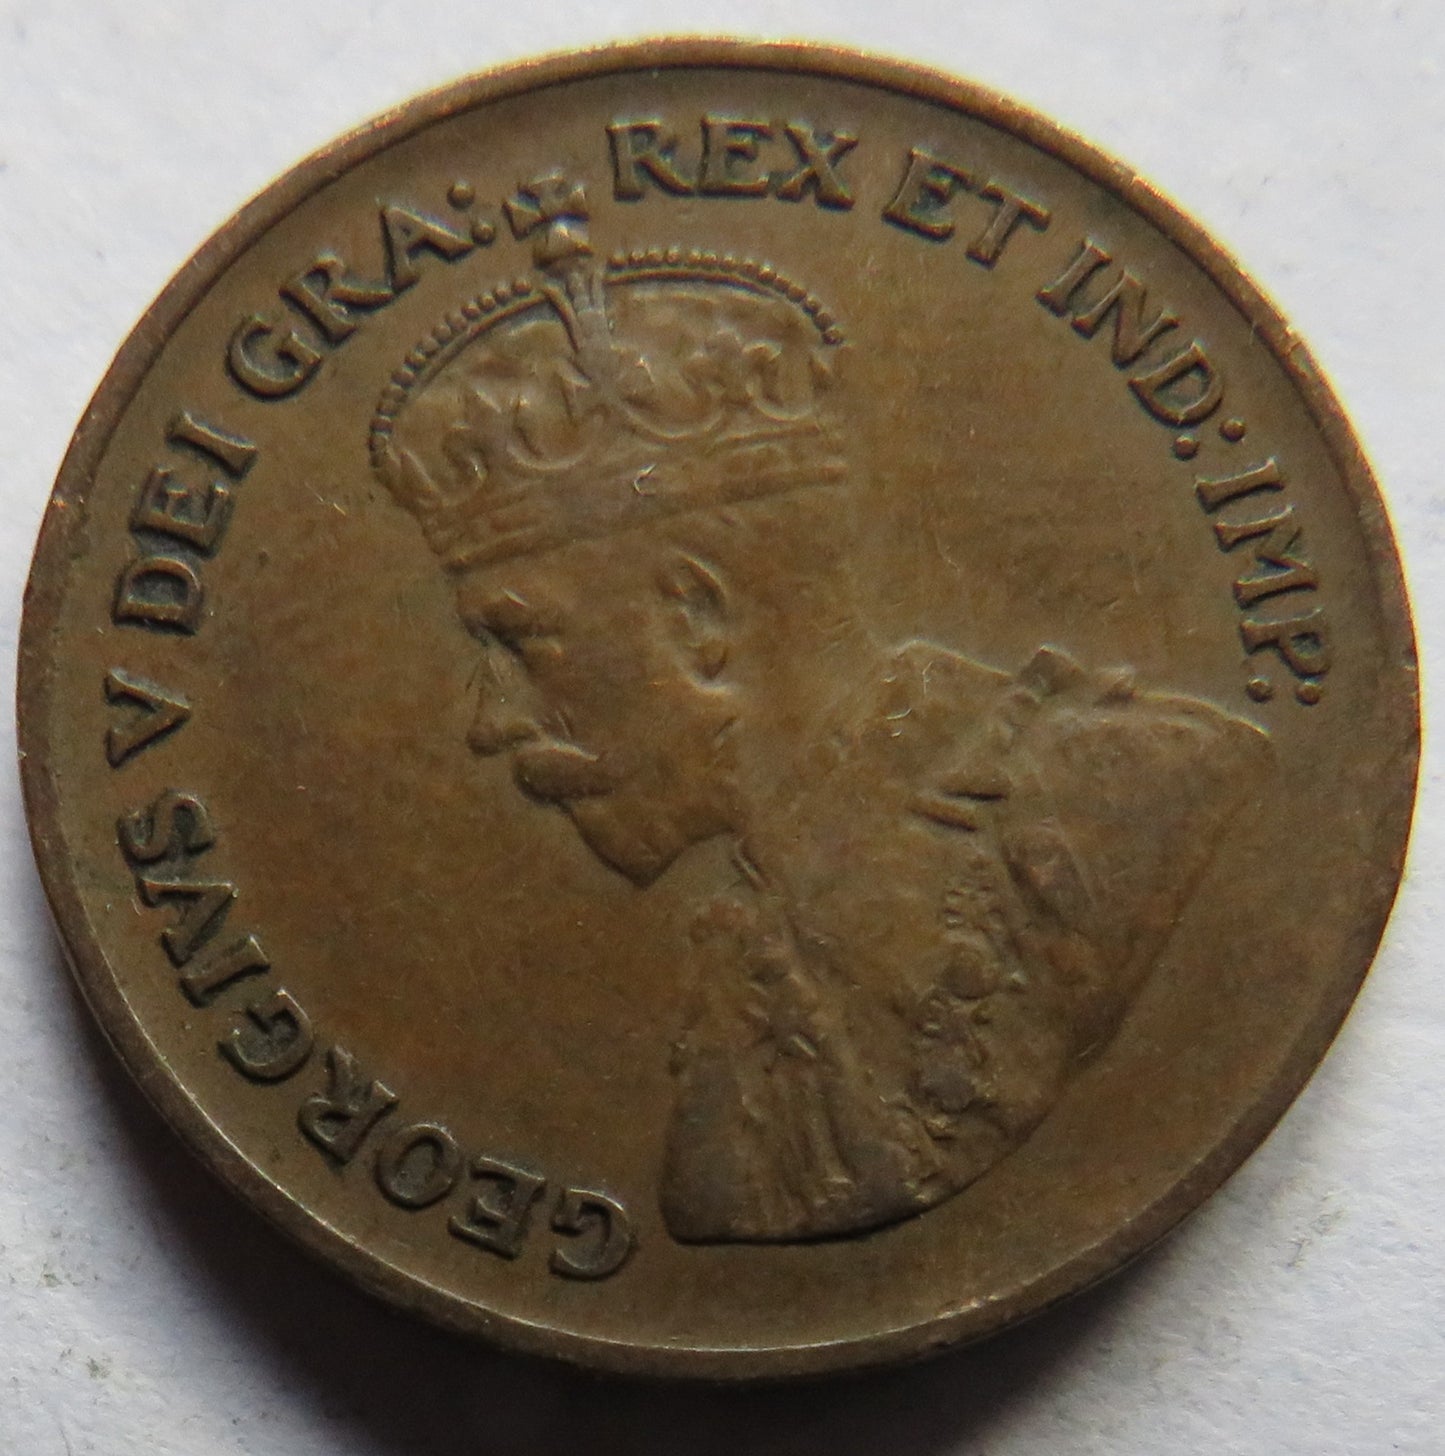 GEORGIVS V DEI GRA: REX ET IND: IMP: